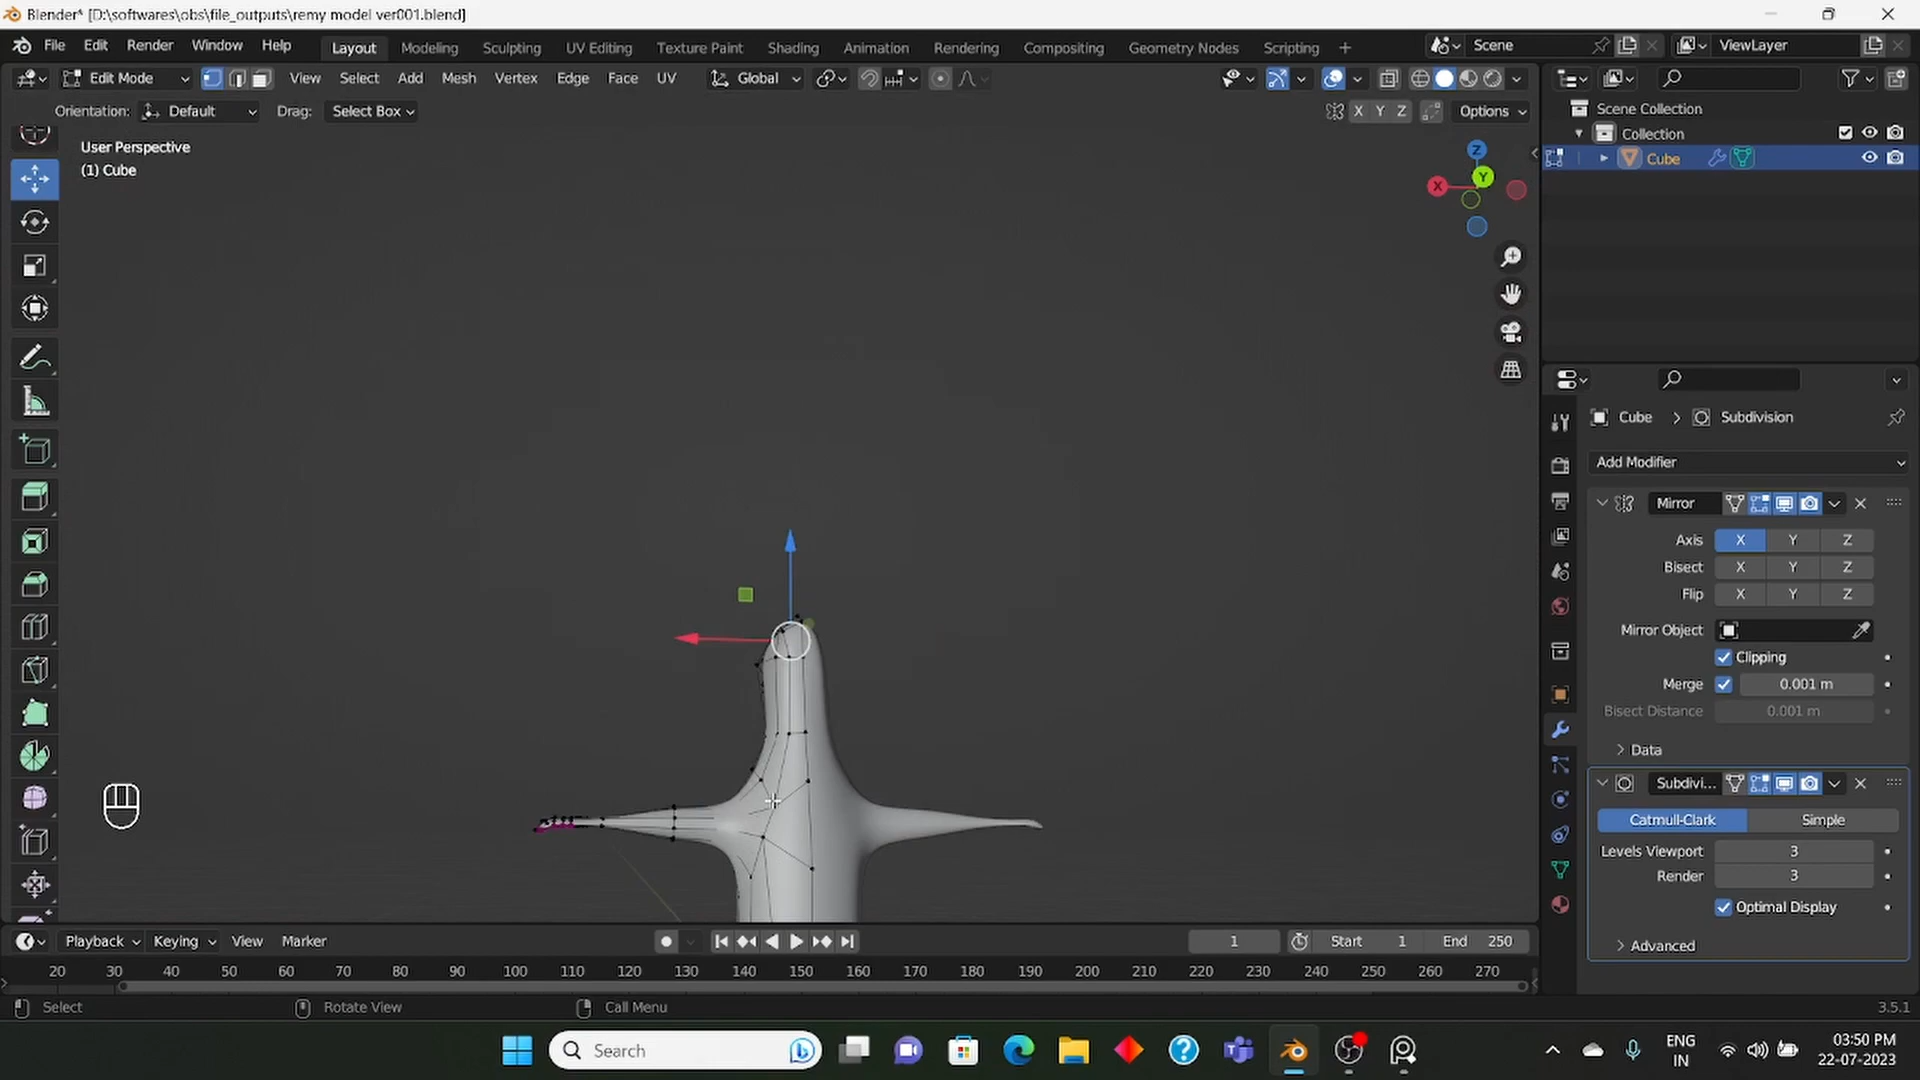 Blender* [D:\softwares\obs\file_outputs\remy model ver001.blend]
File Edit Render Window Help Layout Modeling Sculpting UV Editing Texture Paint Shading Animation Rendering Compositing Geometry Nodes Scripting + Scene ViewLayer
Edit Mode View Select Add Mesh Vertex Edge Face UV Global
Orientation: Default Drag: Select Box X Y Z Options
User Perspective
(1) Cube
Z
Y
X
Scene Collection
Collection
Cube
Cube > Subdivision
Add Modifier
Mirror
Axis X Y Z
Bisect X Y Z
Flip X Y Z
Mirror Object
Clipping
Merge 0.001 m
Bisect Distance 0.001 m
Data
Subdivi...
Catmull-Clark Simple
Levels Viewport 3
Render 3
Optimal Display
Advanced
Playback Keying View Marker 1 Start 1 End 250
20 30 40 50 60 70 80 90 100 110 120 130 140 150 160 170 180 190 200 210 220 230 240 250 260 270
Select Rotate View Call Menu 3.5.1
Search
ENG
IN
03:50 PM
22-07-2023